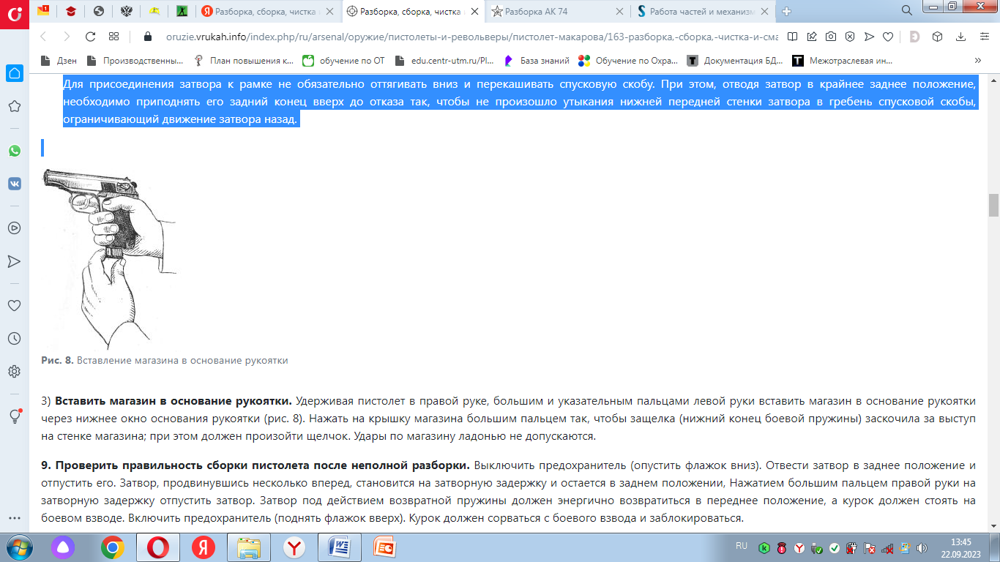 1
Разборка, сборка, чистка
Разборка, сборка, чистка
Разборка АК 74
Работа частей и механизм
oruzie.vrukah.info/index.php/ru/arsenal/оружие/пистолеты-и-револьверы/пистолет-макарова/163-разборка,-сборка,-чистка-и-сма
Дзен
Производственны...
План повышения к...
обучение по ОТ
edu.centr-utm.ru/Pl...
База знаний
Обучение по Охра...
Документация БД...
Межотраслевая ин...
»
Для присоединения затвора к рамке не обязательно оттягивать вниз и перекашивать спусковую скобу. При этом, отводя затвор в крайнее заднее положение,
необходимо приподнять его задний конец вверх до отказа так, чтобы не произошло утыкания нижней передней стенки затвора в гребень спусковой скобы,
ограничивающий движение затвора назад.
Рис. 8. Вставление магазина в основание рукоятки
3) Вставить магазин в основание рукоятки. Удерживая пистолет в правой руке, большим и указательным пальцами левой руки вставить магазин в основание рукоятки
через нижнее окно основания рукоятки (рис. 8). Нажать на крышку магазина большим пальцем так, чтобы защелка (нижний конец боевой пружины) заскочила за выступ
на стенке магазина; при этом должен произойти щелчок. Удары по магазину ладонью не допускаются.
9. Проверить правильность сборки пистолета после неполной разборки. Выключить предохранитель (опустить флажок вниз). Отвести затвор в заднее положение и
отпустить его. Затвор, продвинувшись несколько вперед, становится на затворную задержку и остается в заднем положении, Нажатием большим пальцем правой руки на
затворную задержку отпустить затвор. Затвор под действием возвратной пружины должен энергично возвратиться в переднее положение, а курок должен стоять на
боевом взводе. Включить предохранитель (поднять флажок вверх). Курок должен сорваться с боевого взвода и заблокироваться.
RU
13:45
22.09.2023